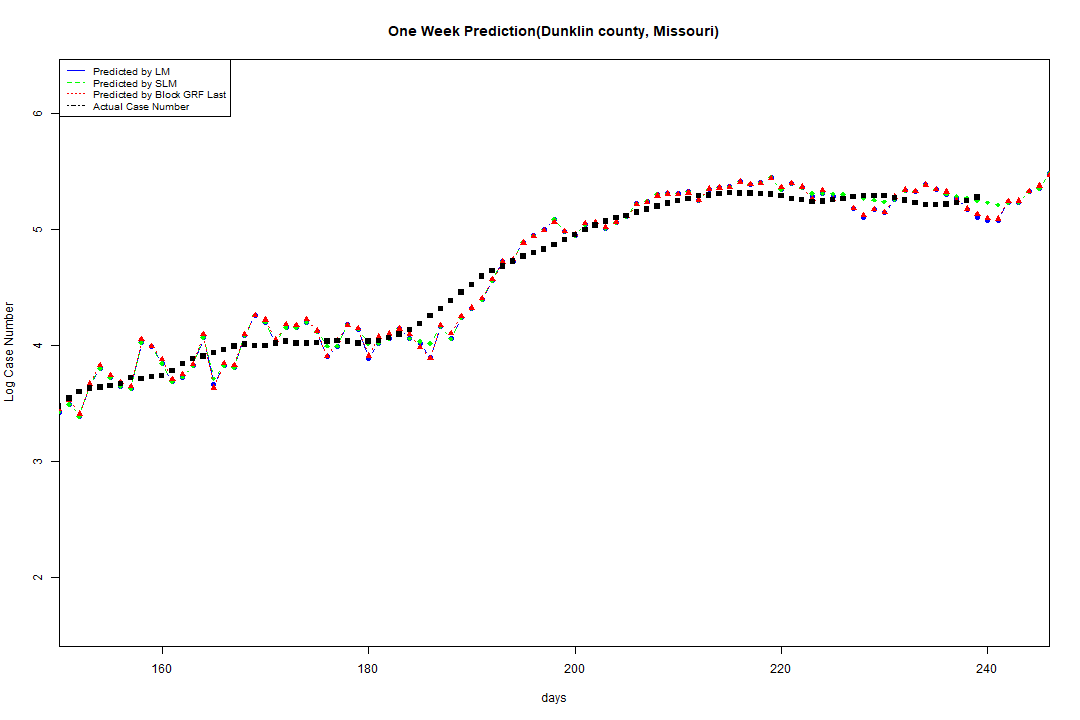 One Week Prediction(Dunklin county, Missouri)
Predicted by LM
Predicted by SLM
Predicted by Block GRF Last
Actual Case Number
6
5
4
3
2
Log Case Number
160 180 200 220 240
days